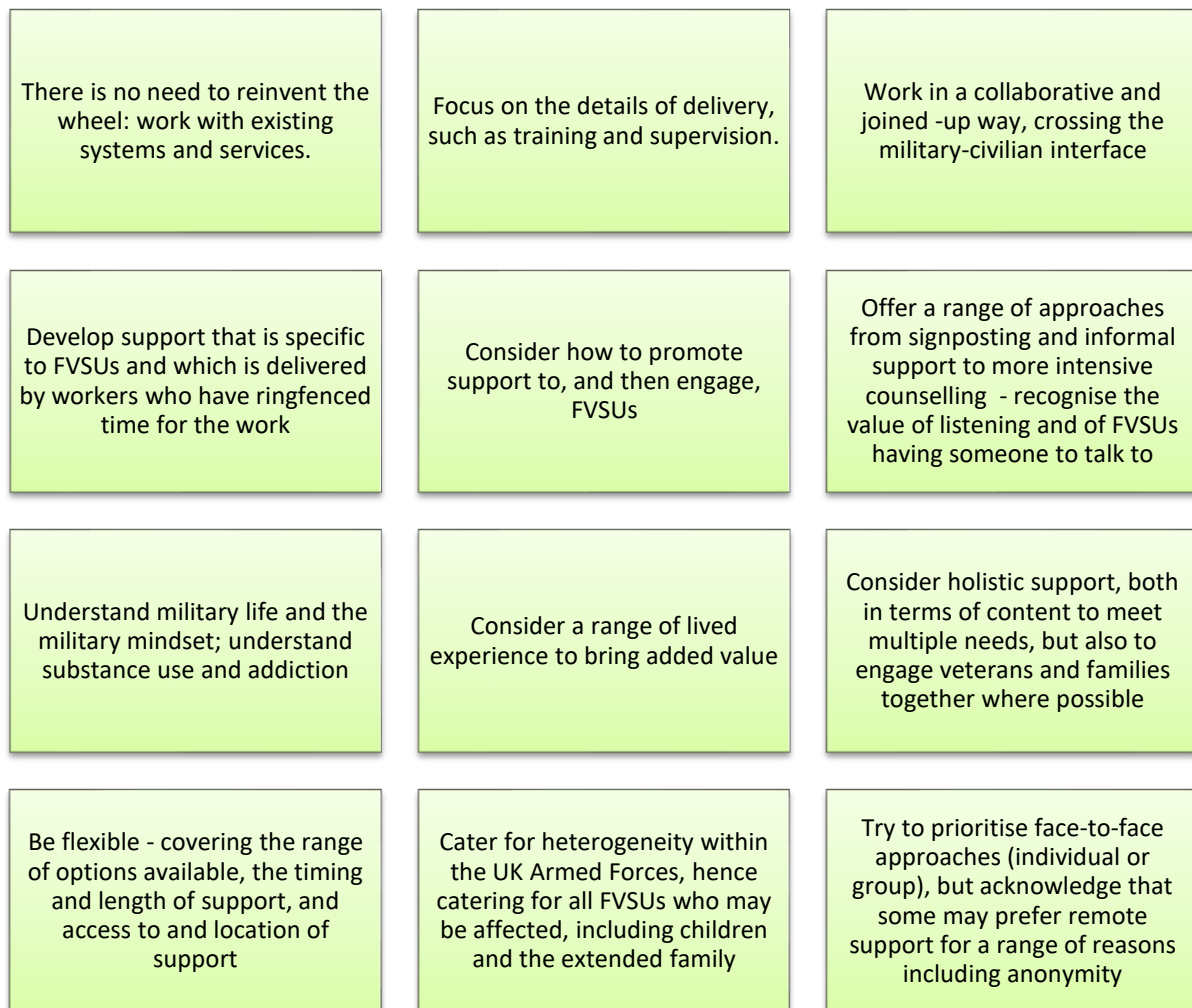 There is no need to reinvent the
wheel: work with existing
systems and services.
Focus on the details of delivery,
such as training and supervision.
Work in a collaborative and
joined -up way, crossing the
military-civilian interface
Develop support that is specific
to FVSUs and which is delivered
by workers who have ringfenced
time for the work
Consider how to promote
support to, and then engage,
FVSUs
Offer a range of approaches
from signposting and informal
support to more intensive
counselling - recognise the
value of listening and of FVSUs
having someone to talk to
Understand military life and the
military mindset; understand
substance use and addiction
Consider a range of lived
experience to bring added value
Consider holistic support, both
in terms of content to meet
multiple needs, but also to
engage veterans and families
together where possible
Be flexible - covering the range
of options available, the timing
and length of support, and
access to and location of
support
Cater for heterogeneity within
the UK Armed Forces, hence
catering for all FVSUs who may
be affected, including children
and the extended family
Try to prioritise face-to-face
approaches (individual or
group), but acknowledge that
some may prefer remote
support for a range of reasons
including anonymity